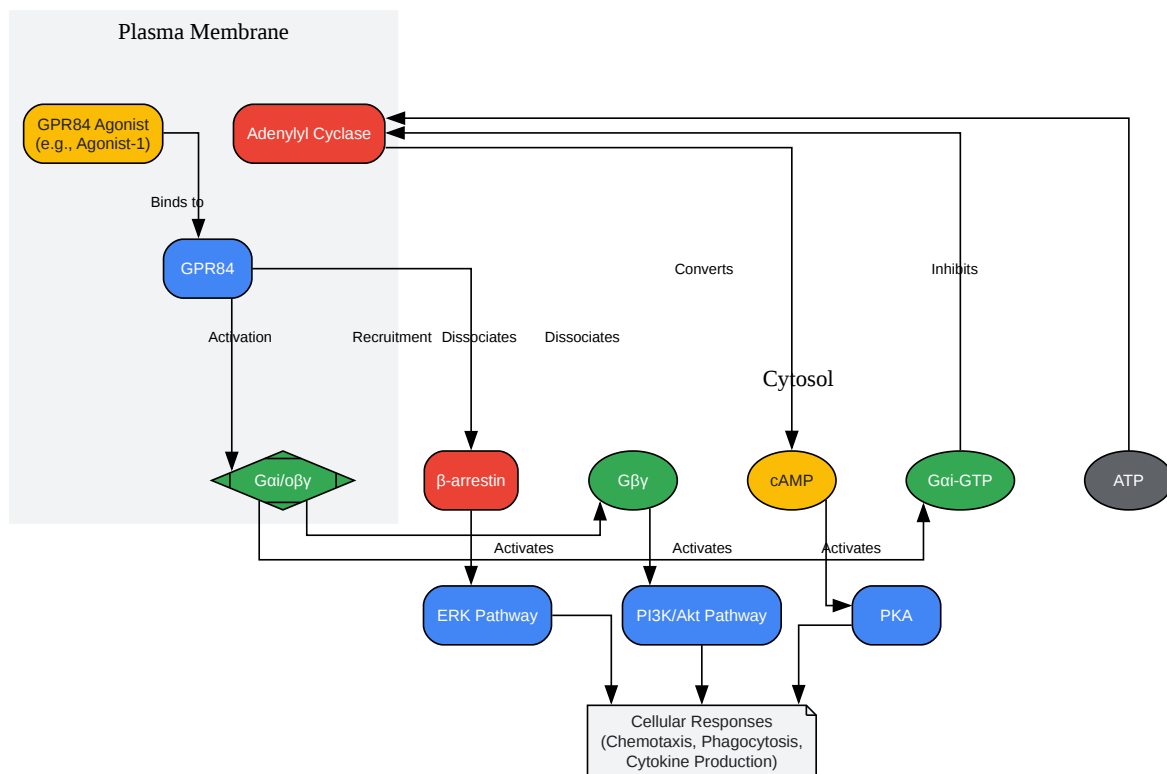 Plasma Membrane
GPR84 Agonist
(e.g., Agonist-1)
Adenylyl Cyclase
Binds to
GPR84
Converts
Inhibits
Activation
Recruitment
Dissociates
Dissociates
Cytosol
Gαi/oβγ
β-arrestin
Gβγ
cAMP
Gαi-GTP
ATP
Activates
Activates
Activates
ERK Pathway
PI3K/Akt Pathway
PKA
Cellular Responses
(Chemotaxis, Phagocytosis,
Cytokine Production)